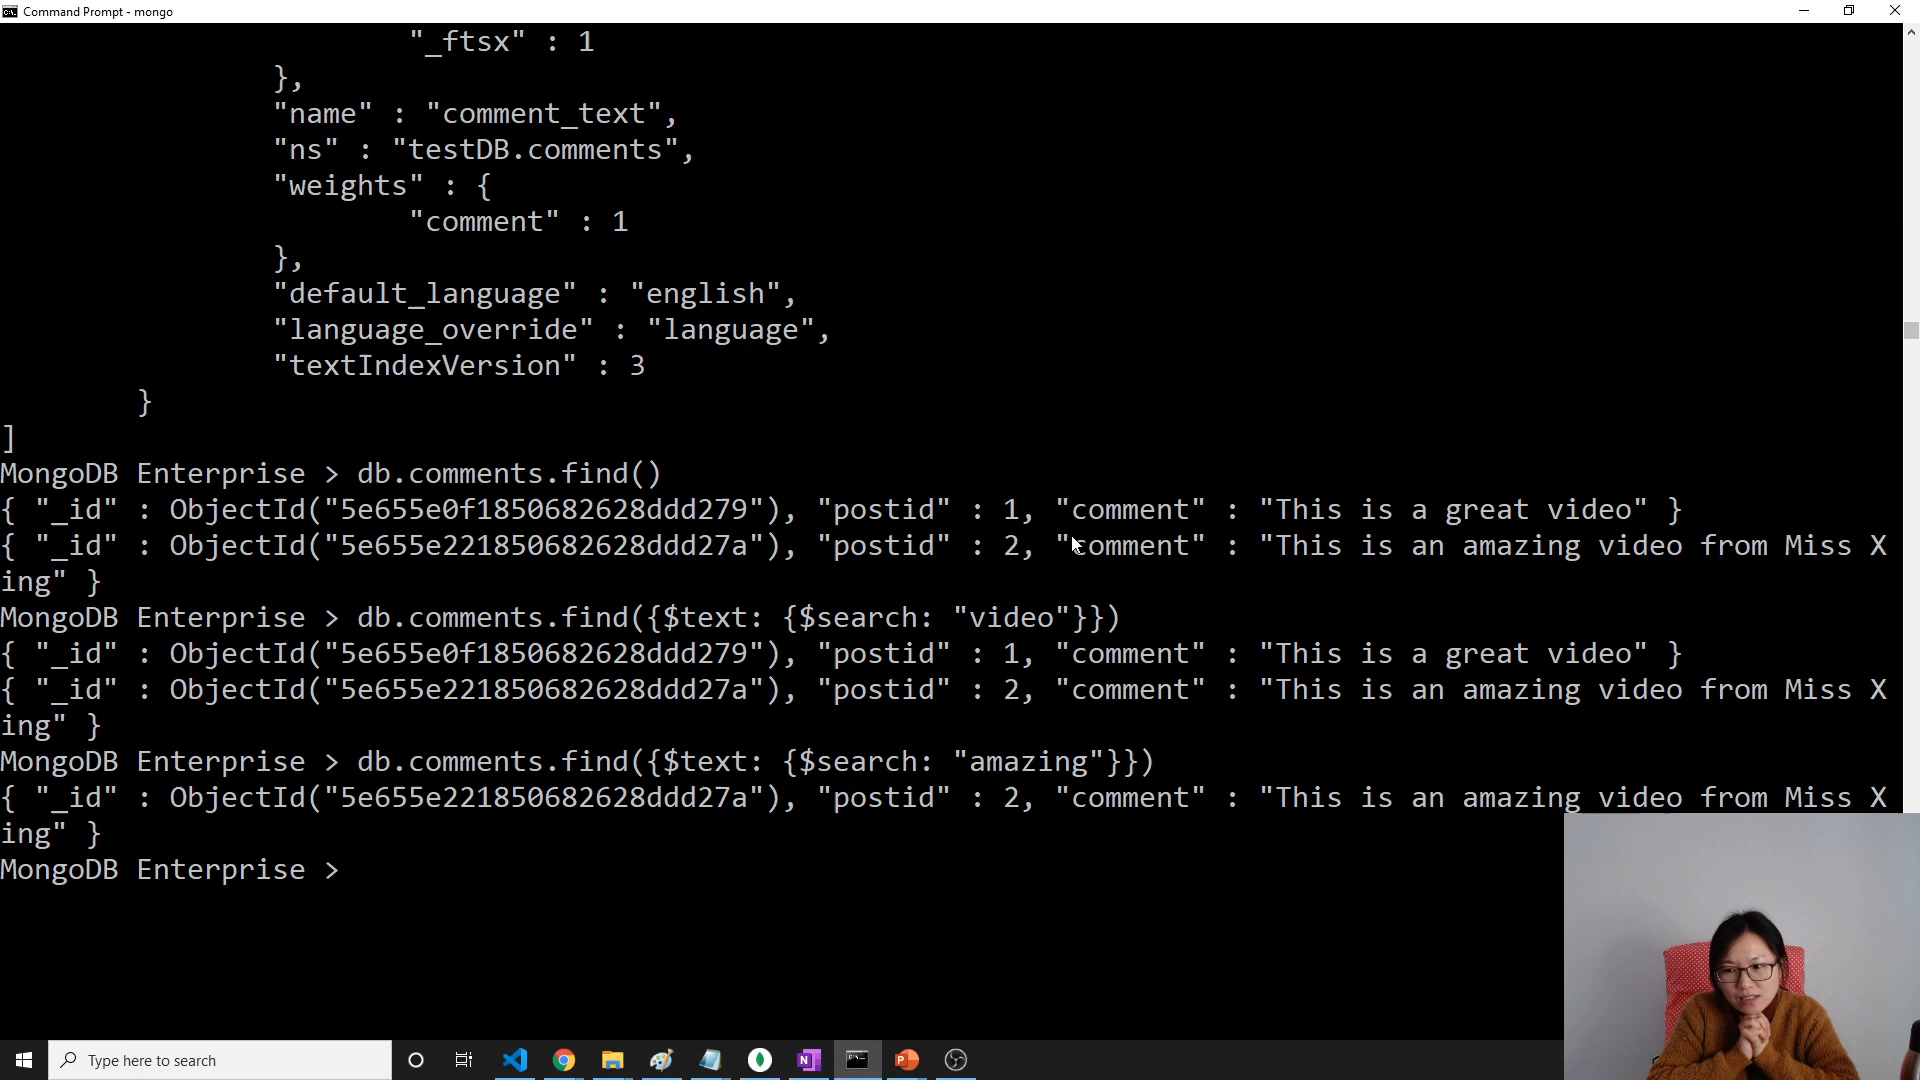 Command Prompt - mongo
"_ftsx" : 1
},
"name" : "comment_text",
"ns" : "testDB.comments",
"weights" : {
"comment" : 1
},
"default_language" : "english",
"language_override" : "language",
"textIndexVersion" : 3
}
]
MongoDB Enterprise > db.comments.find()
{ "_id" : ObjectId("5e655e0f1850682628ddd279"), "postid" : 1, "comment" : "This is a great video" }
{ "_id" : ObjectId("5e655e221850682628ddd27a"), "postid" : 2, "comment" : "This is an amazing video from Miss X
ing" }
MongoDB Enterprise > db.comments.find({$text: {$search: "video"}})
{ "_id" : ObjectId("5e655e0f1850682628ddd279"), "postid" : 1, "comment" : "This is a great video" }
{ "_id" : ObjectId("5e655e221850682628ddd27a"), "postid" : 2, "comment" : "This is an amazing video from Miss X
ing" }
MongoDB Enterprise > db.comments.find({$text: {$search: "amazing"}})
{ "_id" : ObjectId("5e655e221850682628ddd27a"), "postid" : 2, "comment" : "This is an amazing video from Miss X
ing" }
MongoDB Enterprise >
Type here to search